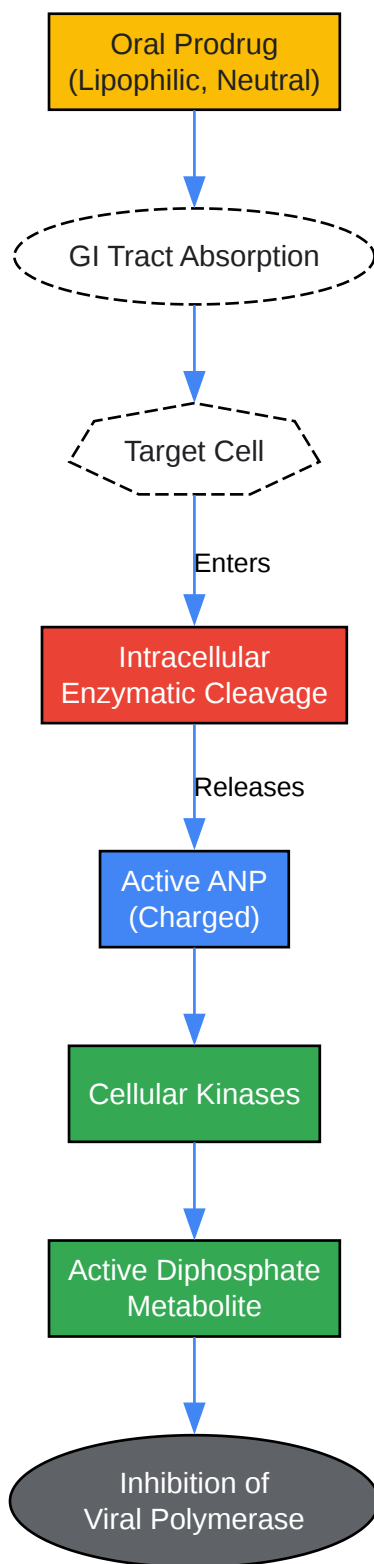 Oral Prodrug
(Lipophilic, Neutral)
GI Tract Absorption
Target Cell
Enters
Intracellular
Enzymatic Cleavage
Releases
Active ANP
(Charged)
Cellular Kinases
Active Diphosphate
Metabolite
Inhibition of
Viral Polymerase